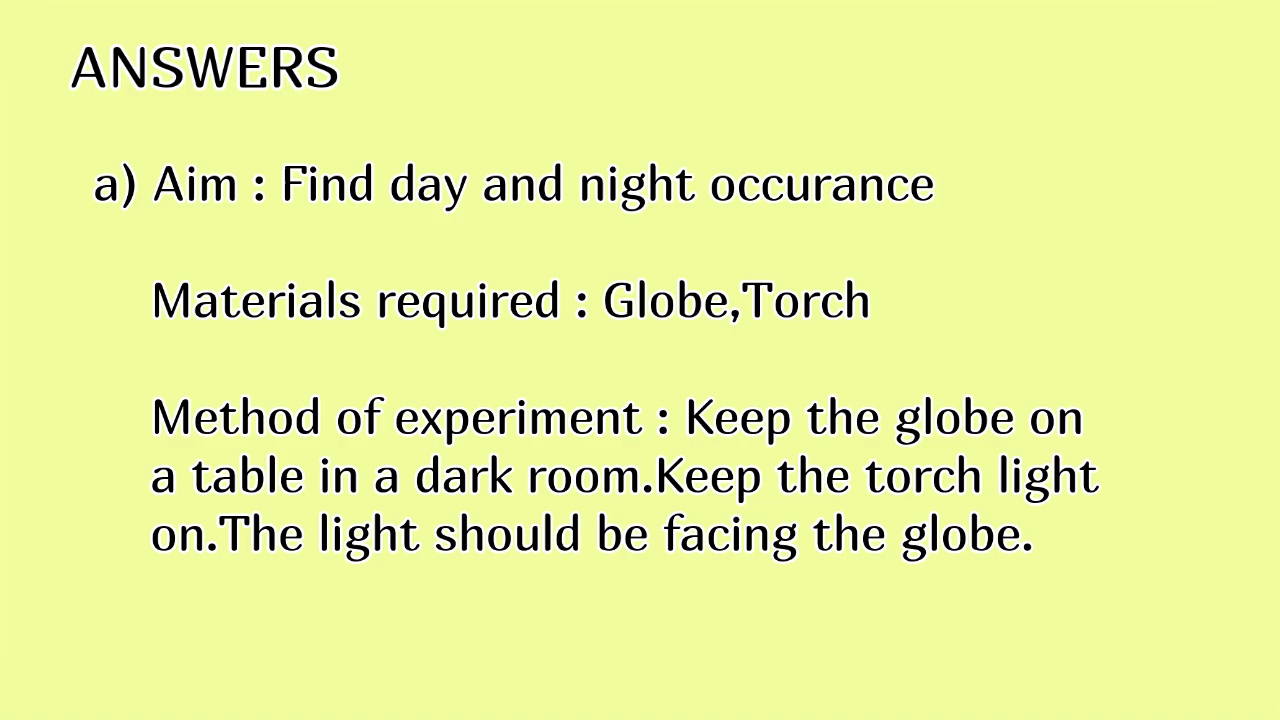 ANSWERS
a) Aim : Find day and night occurance
Materials required : Globe,Torch
Method of experiment : Keep the globe on
a table in a dark room.Keep the torch light
on.The light should be facing the globe.